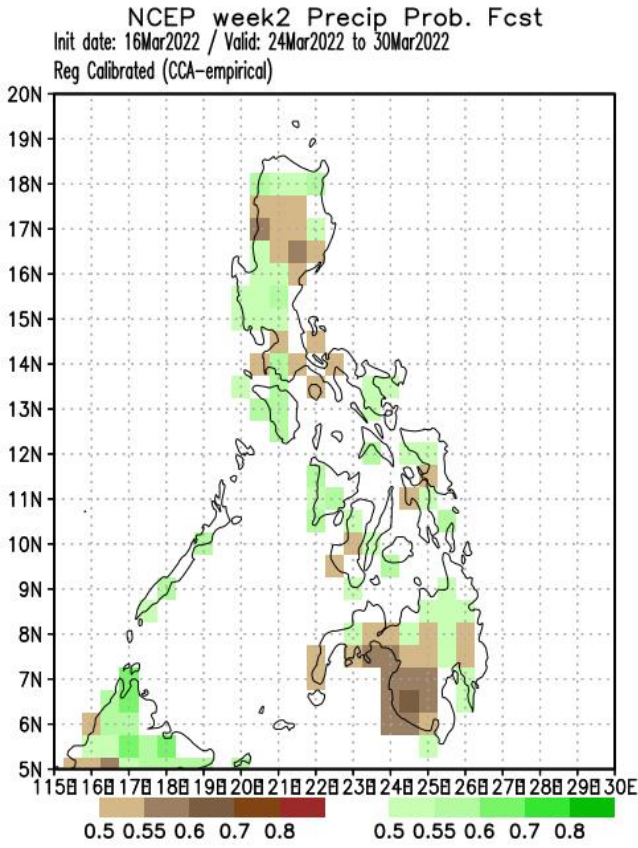 NCEP week2 Precip Prob. Fcst
Init date: 16Mar2022 / Valid: 24Mar2022 to 30Mar2022
Reg Calibrated (CCA-empirical)
20N
19N
18N
17N
16N
15N
14N
13N
12N
11N
10N
9N
8N
7N
6N
5N
115E 116E 117E 118E 119E 120E 121E 122E 123E 124E 125E 126E 127E 128E 129E 130E
0.5 0.55 0.6 0.7 0.8 0.5 0.55 0.6 0.7 0.8